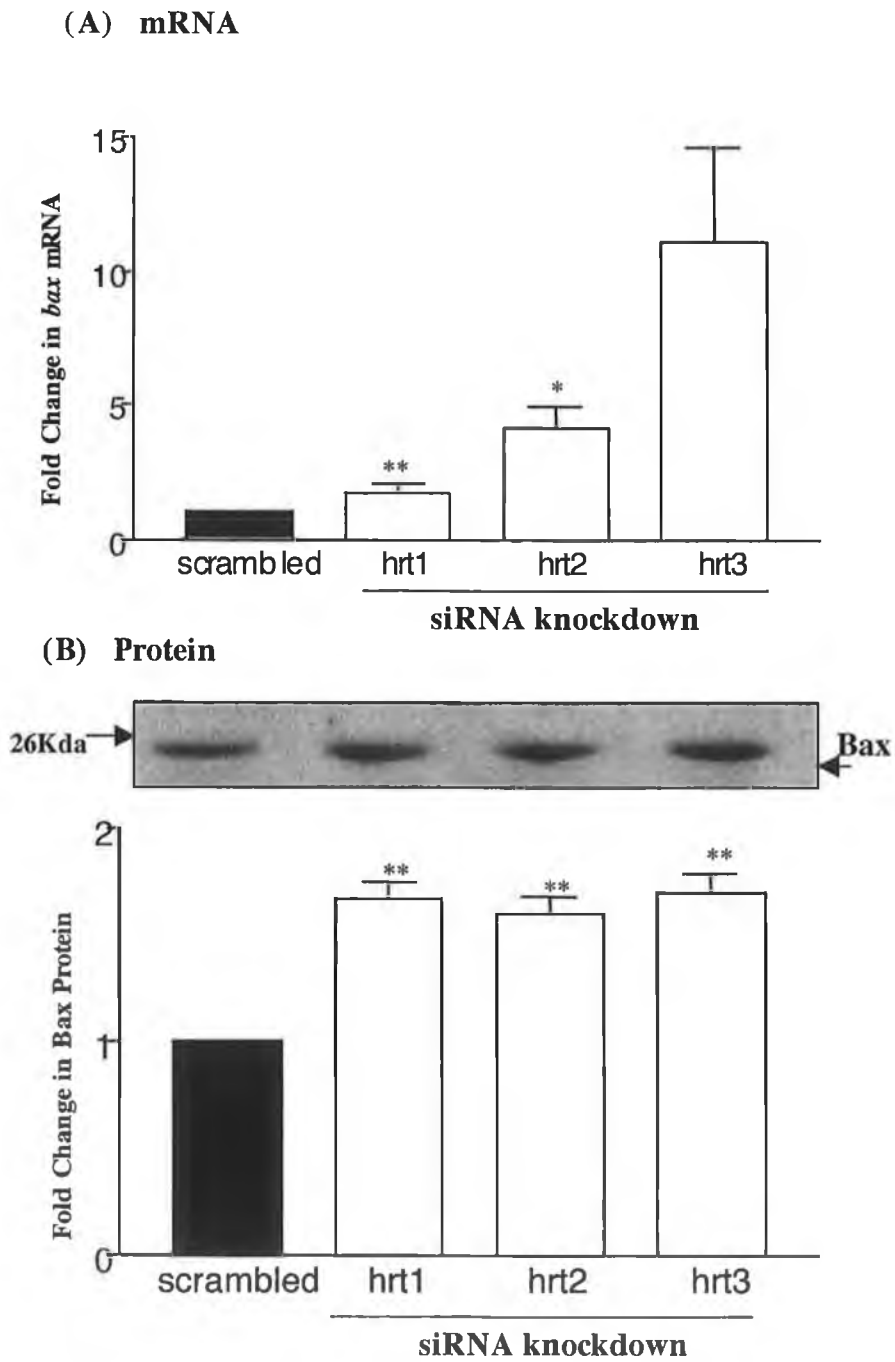 (A) mRNA
15
10
5
0
Fold Change in bax mRNA
**
*
scrambled hrt1 hrt2 hrt3
siRNA knockdown
(B) Protein
26Kda
Bax
2
1
0
Fold Change in Bax Protein
** ** **
scrambled hrt1 hrt2 hrt3
siRNA knockdown